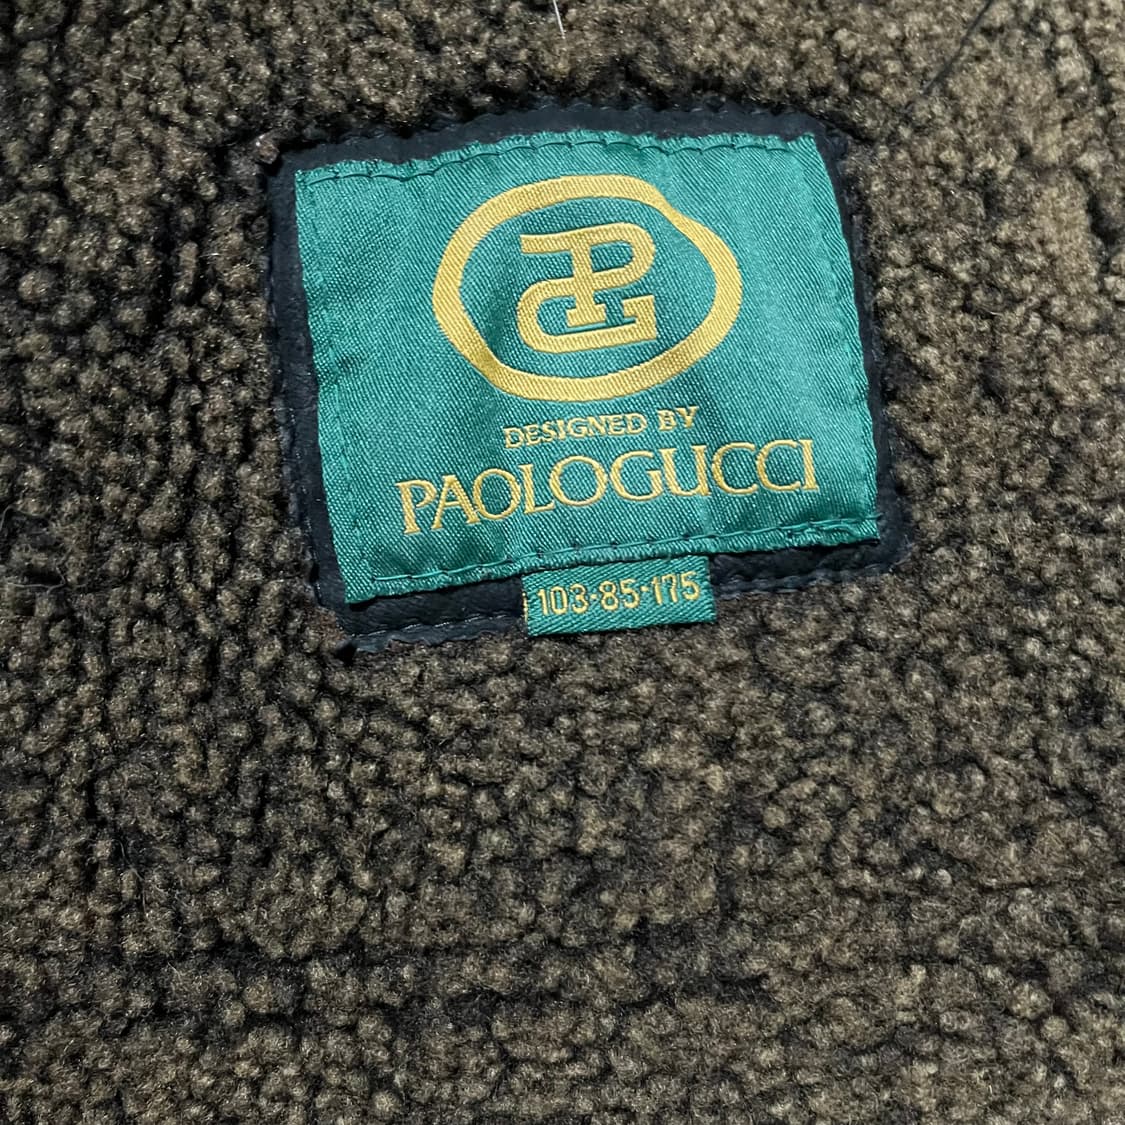 PG
DESIGNED BY
PAOLOGUCCI
103·85·175